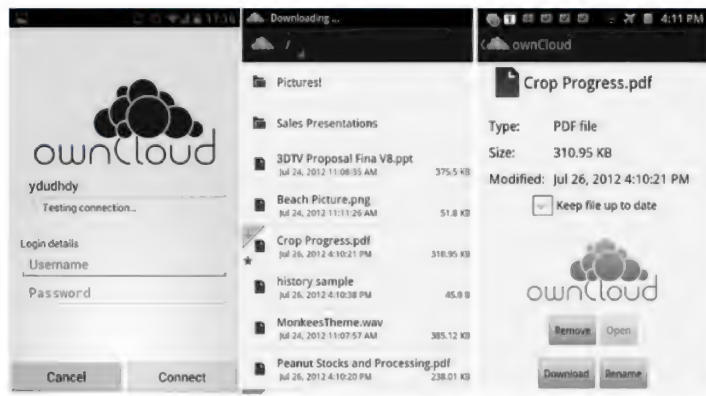 ownCloud
ydudhdy
Testing connection...
Login details
Username
Password
Cancel
Connect
Downloading ...
/
Pictures!
Sales Presentations
3DTV Proposal Fina V8.ppt
Jul 24, 2012 11:08:35 AM 375.5 KB
Beach Picture.png
Jul 24, 2012 11:11:26 AM 51.8 KB
Crop Progress.pdf
Jul 26, 2012 4:10:21 PM 310.95 KB
history sample
Jul 26, 2012 4:10:38 PM 45.0 B
MonkeesTheme.wav
Jul 24, 2012 11:07:57 AM 385.12 KB
Peanut Stocks and Processing.pdf
Jul 26, 2012 4:10:20 PM 238.01 KB
4:11 PM
ownCloud
Crop Progress.pdf
Type: PDF file
Size: 310.95 KB
Modified: Jul 26, 2012 4:10:21 PM
Keep file up to date
ownCloud
Remove Open
Download Rename